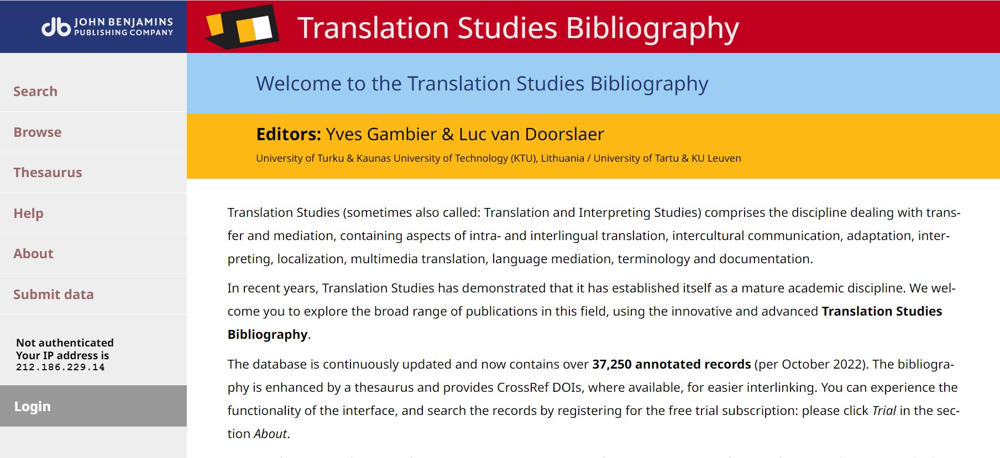 JOHN BENJAMINS
PUBLISHING COMPANY
Translation Studies Bibliography
Search
Browse
Thesaurus
Help
About
Submit data
Not authenticated
Your IP address is
212.186.229.14
Login
Welcome to the Translation Studies Bibliography
Editors: Yves Gambier & Luc van Doorslaer
University of Turku & Kaunas University of Technology (KTU), Lithuania / University of Tartu & KU Leuven
Translation Studies (sometimes also called: Translation and Interpreting Studies) comprises the discipline dealing with trans-
fer and mediation, containing aspects of intra- and interlingual translation, intercultural communication, adaptation, inter-
preting, localization, multimedia translation, language mediation, terminology and documentation.
In recent years, Translation Studies has demonstrated that it has established itself as a mature academic discipline. We wel-
come you to explore the broad range of publications in this field, using the innovative and advanced Translation Studies
Bibliography.
The database is continuously updated and now contains over 37,250 annotated records (per October 2022). The bibliogra-
phy is enhanced by a thesaurus and provides CrossRef DOIs, where available, for easier interlinking. You can experience the
functionality of the interface, and search the records by registering for the free trial subscription: please click Trial in the sec-
tion About.